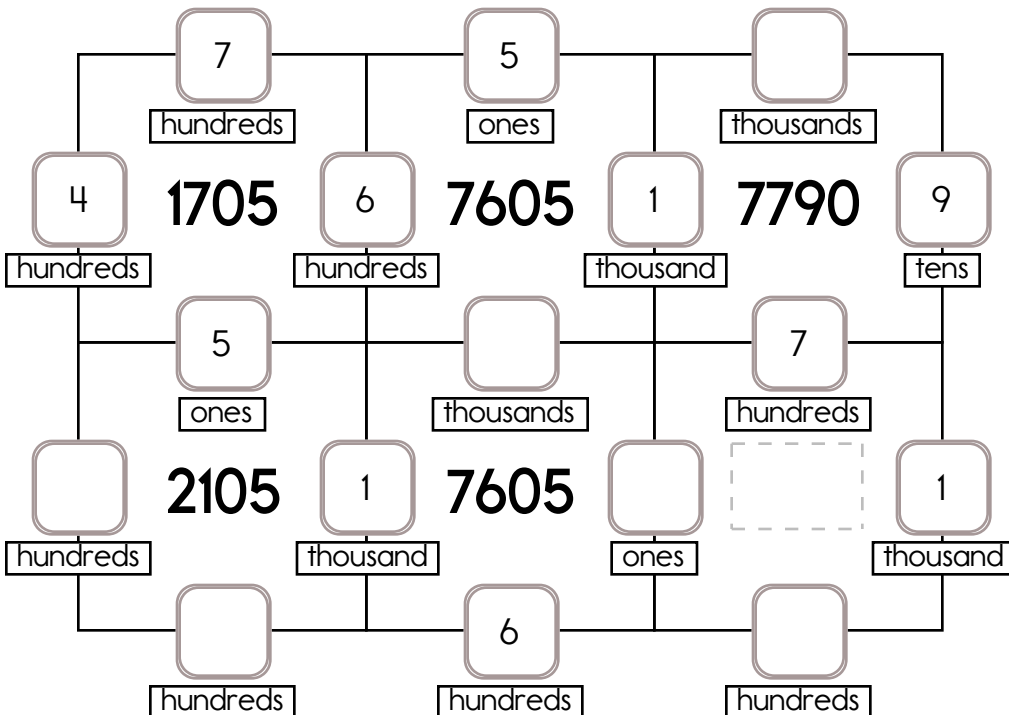 7 5
hundreds ones thousands
4 1705 6 7605 1 7790 9
hundreds hundreds thousand tens
5 7
ones thousands hundreds
2105 1 7605 1
hundreds thousand ones thousand
6
hundreds hundreds hundreds